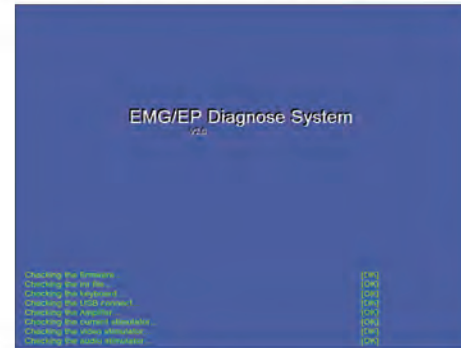 EMG/EP Diagnose System
V2.0
Checking the firmware... [OK]
Checking the ini file... [OK]
Checking the keyboard... [OK]
Checking the USB connect... [OK]
Checking the Amplifer... [OK]
Checking the current stimulator... [OK]
Checking the video stimulator... [OK]
Checking the audio stimulator... [OK]